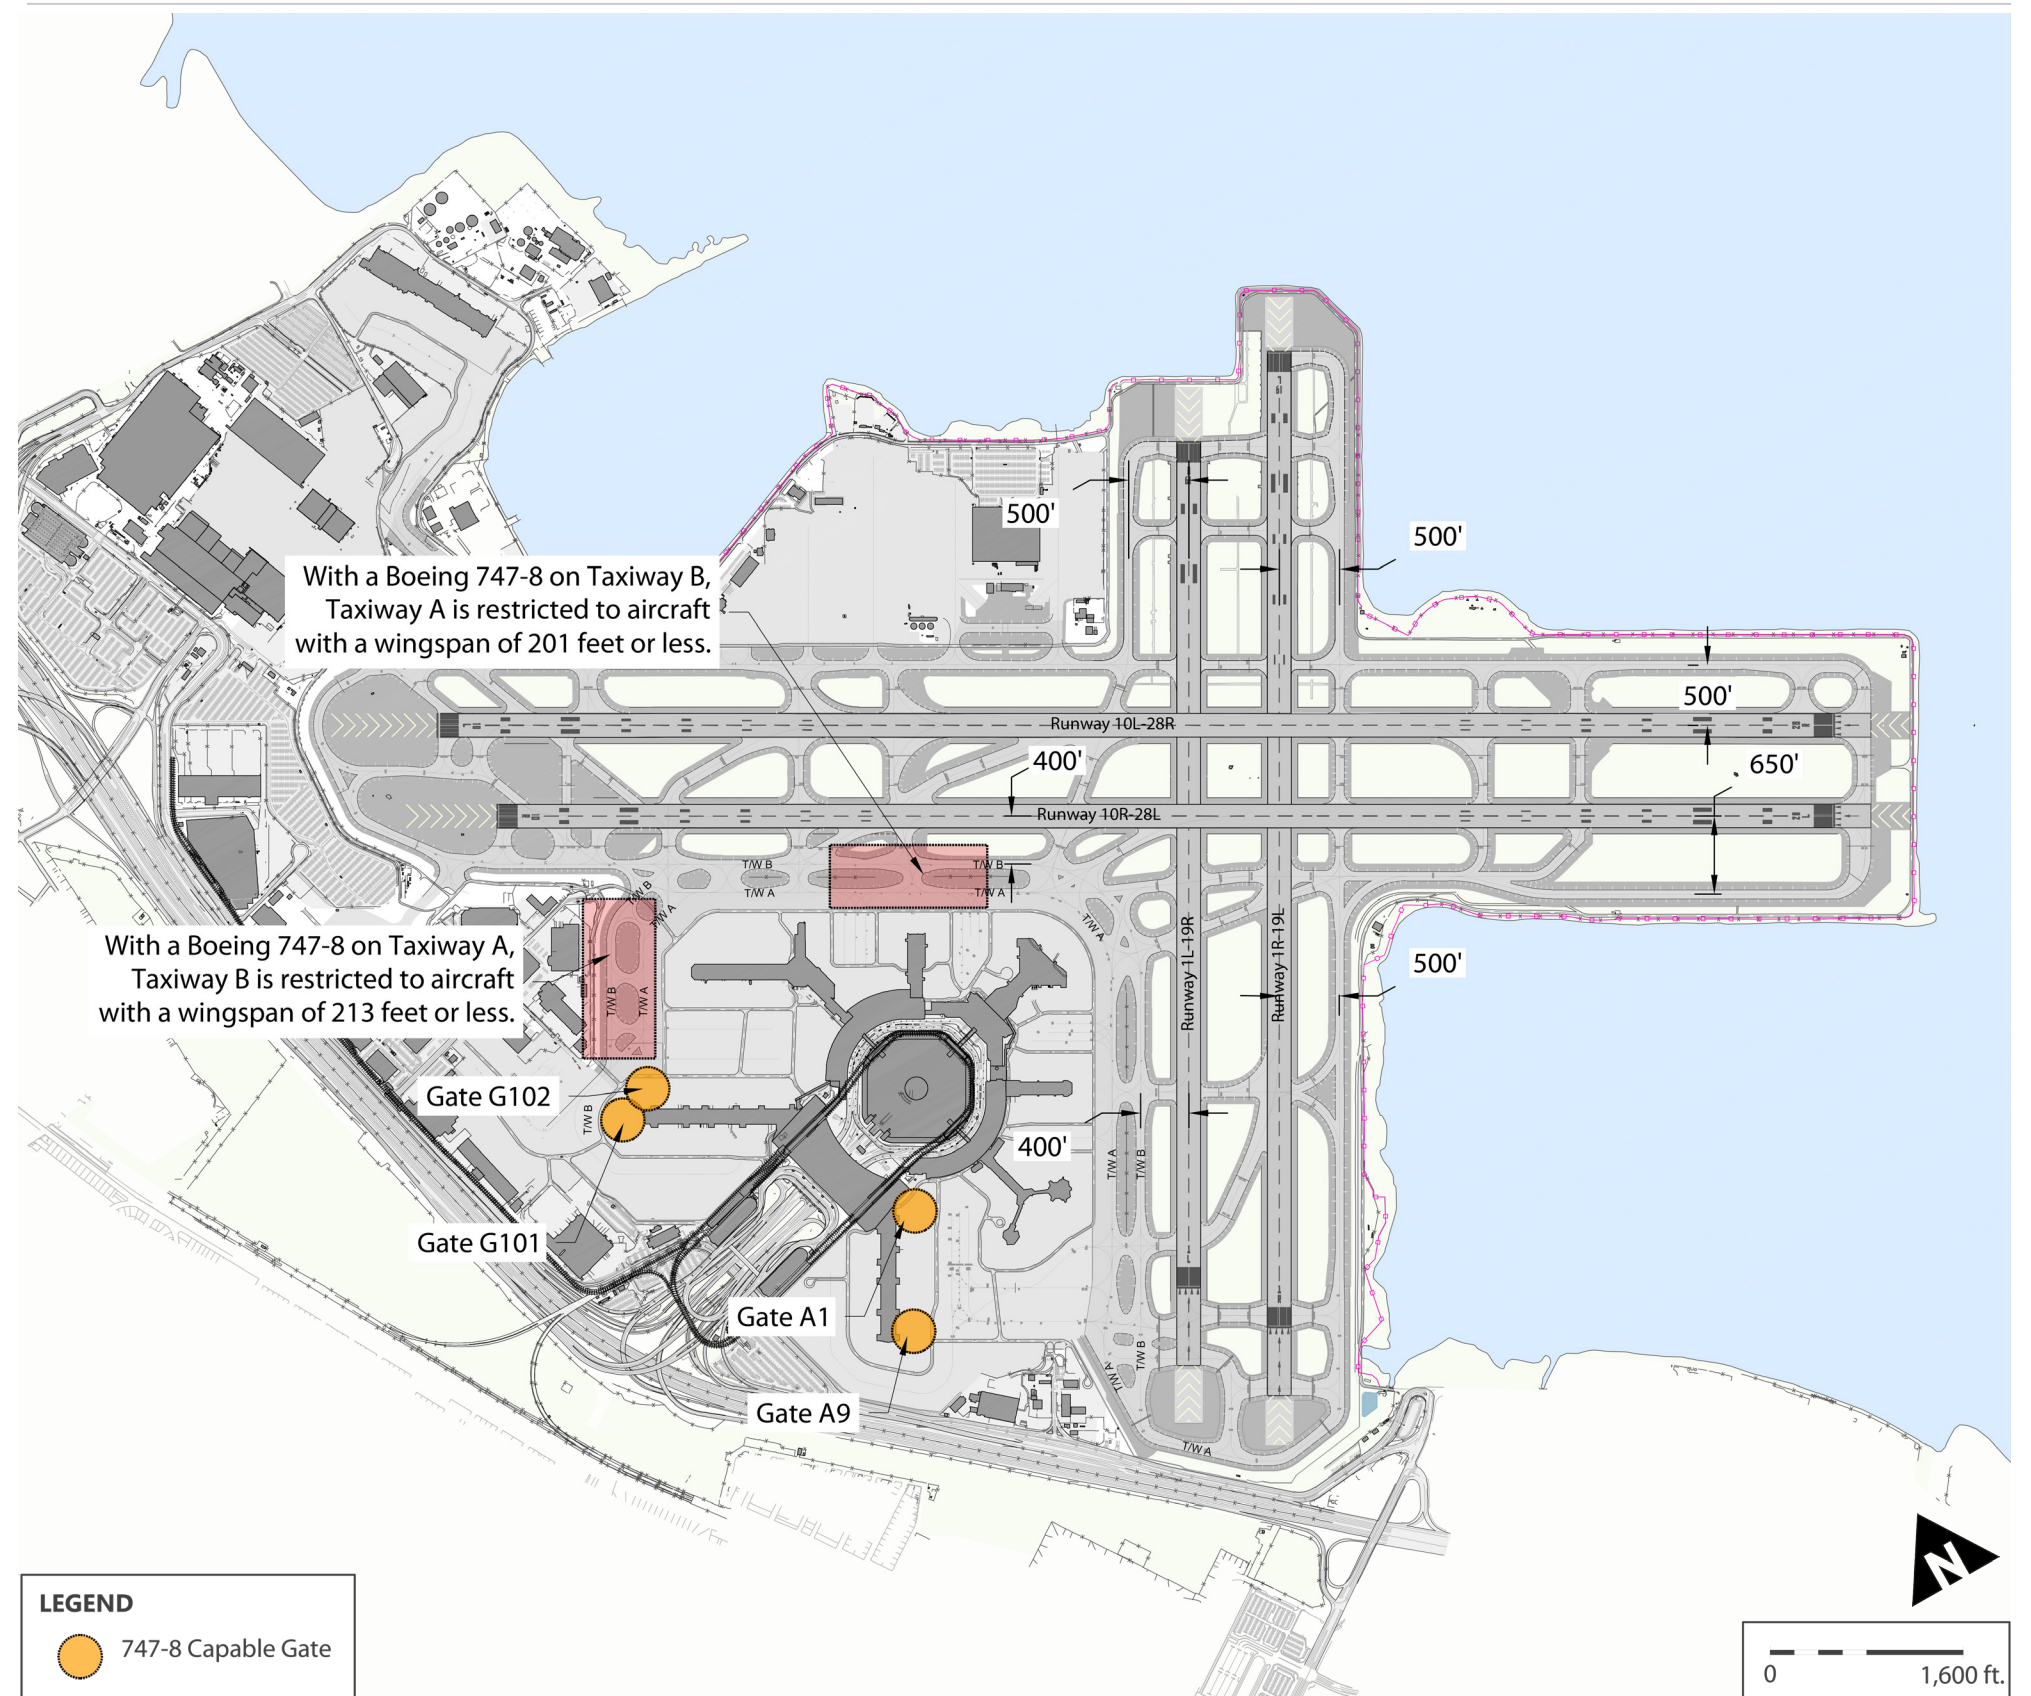 500'
500'
With a Boeing 747-8 on Taxiway B,
Taxiway A is restricted to aircraft
with a wingspan of 201 feet or less.
500'
Runway 10L-28R
400'
650'
Runway 10R-28L
T/W B
T/W B
T/W A
T/W A
T/W B
T/W A
T/W A
With a Boeing 747-8 on Taxiway A,
Taxiway B is restricted to aircraft
with a wingspan of 213 feet or less.
T/W B
T/W A
Runway 1L-19R
Runway 1R-19L
500'
Gate G102
T/W B
400'
T/W A
T/W B
Gate G101
Gate A1
T/W B
T/W A
Gate A9
T/W A
N
LEGEND
747-8 Capable Gate
0 1,600 ft.